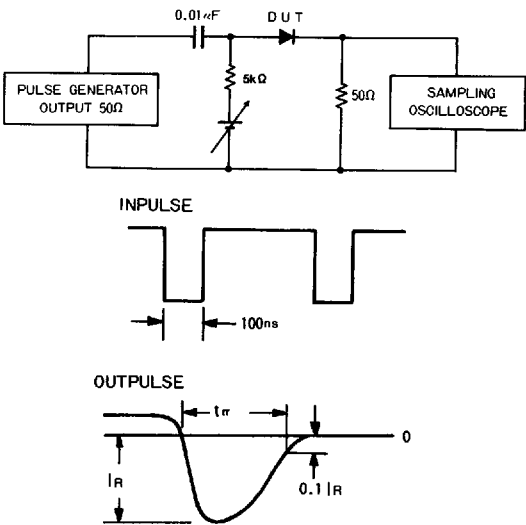 0.01μF
DUT
5kΩ
50Ω
PULSE GENERATOR
OUTPUT 50Ω
SAMPLING
OSCILLOSCOPE
INPULSE
100ns
OUTPULSE
trr
0
IR
0.1 IR